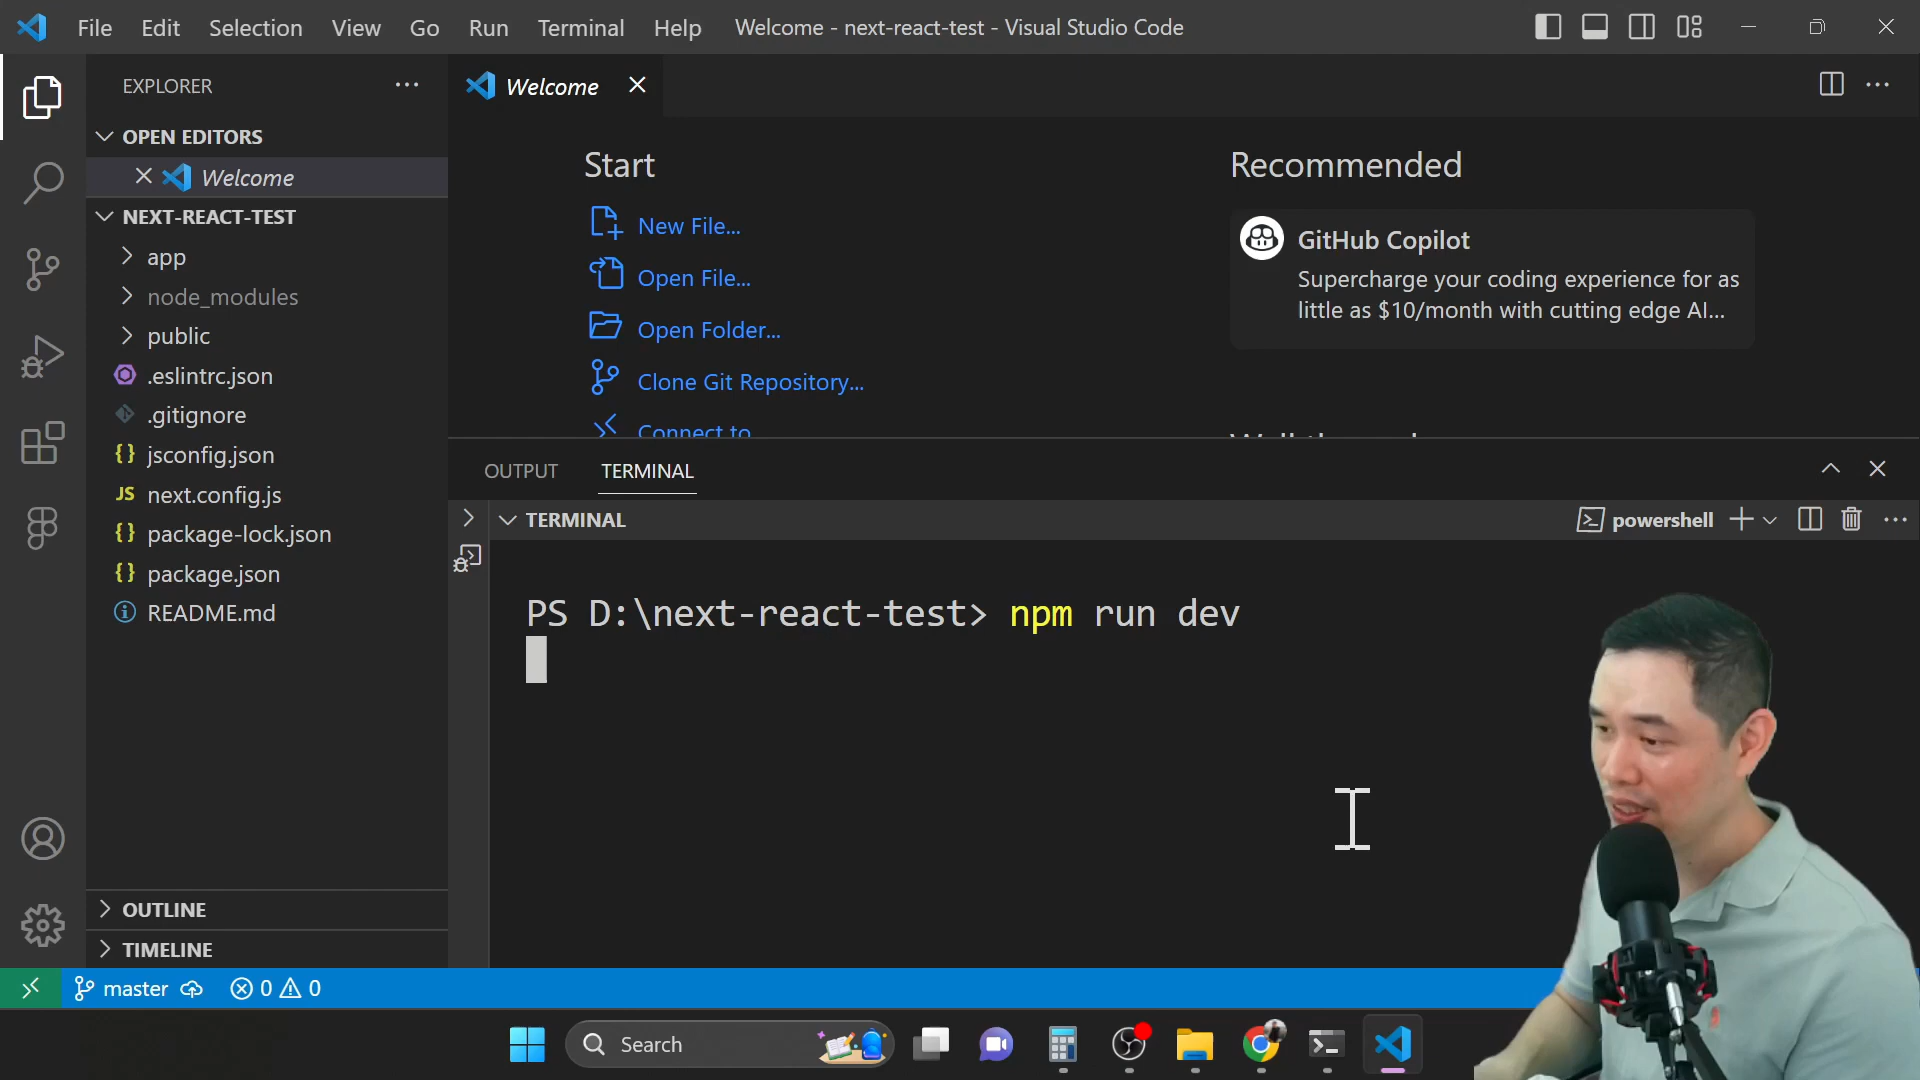 File Edit Selection View Go Run Terminal Help Welcome - next-react-test - Visual Studio Code
EXPLORER
Welcome
OPEN EDITORS
Welcome
NEXT-REACT-TEST
app
node_modules
public
.eslintrc.json
.gitignore
{} jsconfig.json
JS next.config.js
{} package-lock.json
{} package.json
README.md
OUTLINE
TIMELINE
Start
New File...
Open File...
Open Folder...
Clone Git Repository...
Connect to
Recommended
GitHub Copilot
Supercharge your coding experience for as
little as $10/month with cutting edge AI...
OUTPUT TERMINAL
TERMINAL
powershell
PS D:\next-react-test> npm run dev
master 0 0
Search